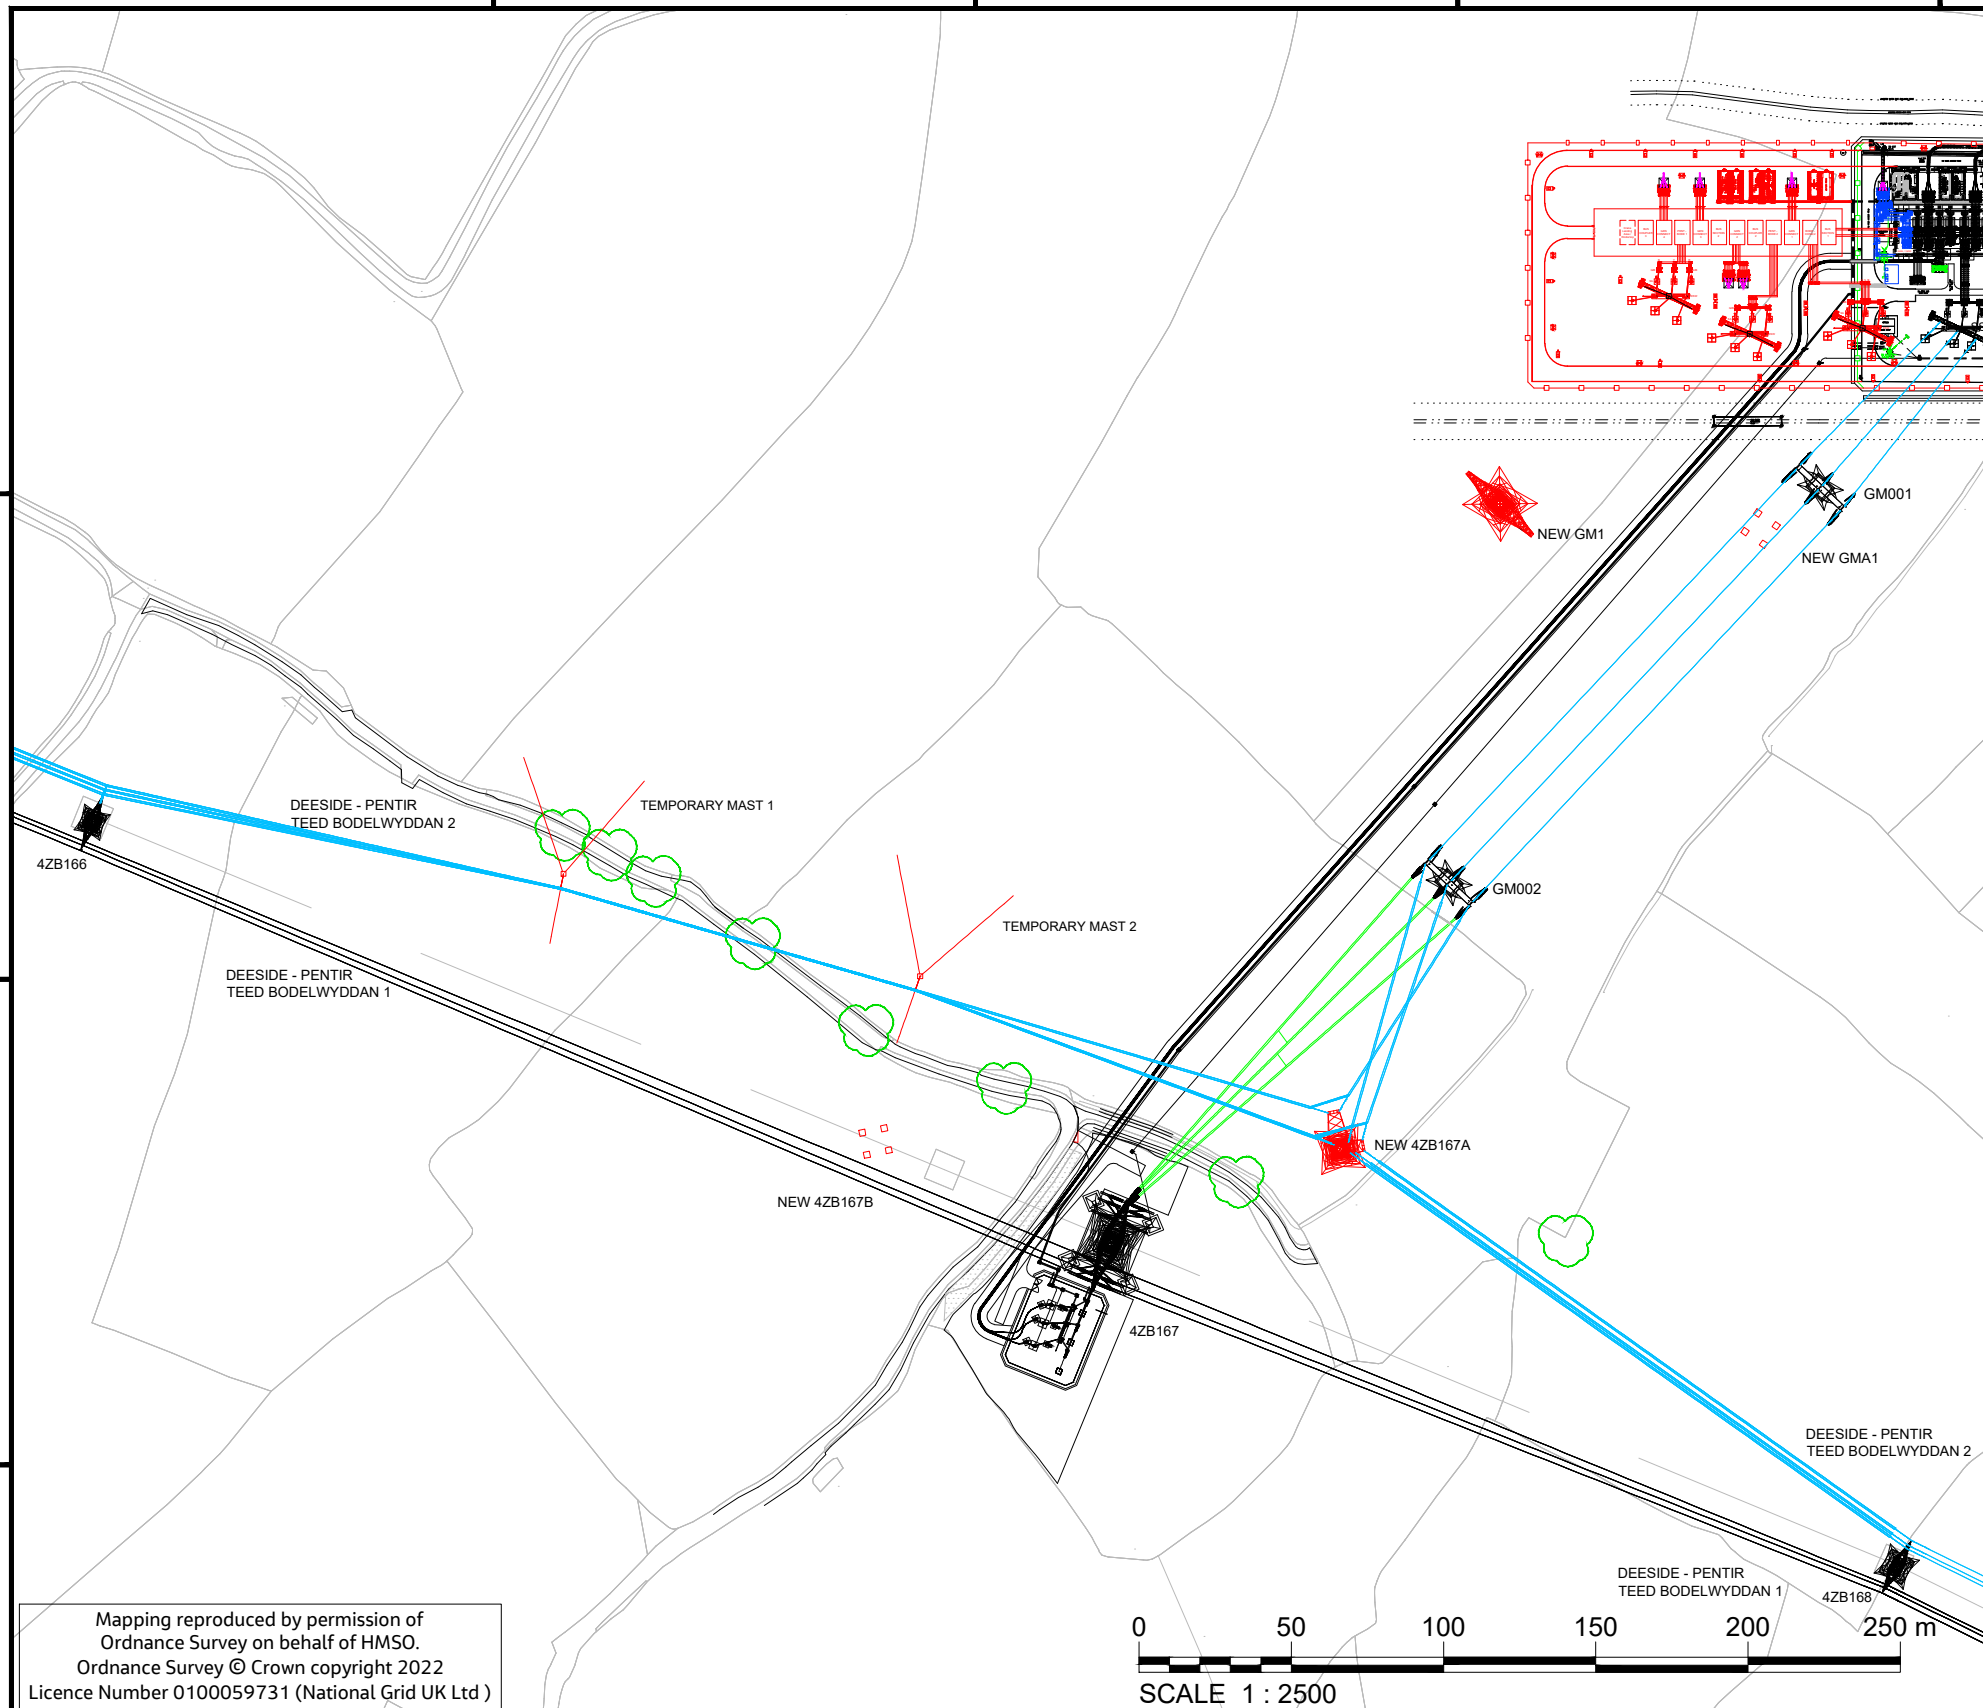 GM001
NEW GM1
NEW GMA1
DEESIDE - PENTIR
TEED BODELWYDDAN 2
TEMPORARY MAST 1
4ZB166
GM002
TEMPORARY MAST 2
DEESIDE - PENTIR
TEED BODELWYDDAN 1
NEW 4ZB167A
NEW 4ZB167B
4ZB167
DEESIDE - PENTIR
TEED BODELWYDDAN 2
DEESIDE - PENTIR
TEED BODELWYDDAN 1
4ZB168
Mapping reproduced by permission of
Ordnance Survey on behalf of HMSO.
Ordnance Survey © Crown copyright 2022
Licence Number 0100059731 (National Grid UK Ltd )
0 50 100 150 200 250 m
SCALE 1 : 2500